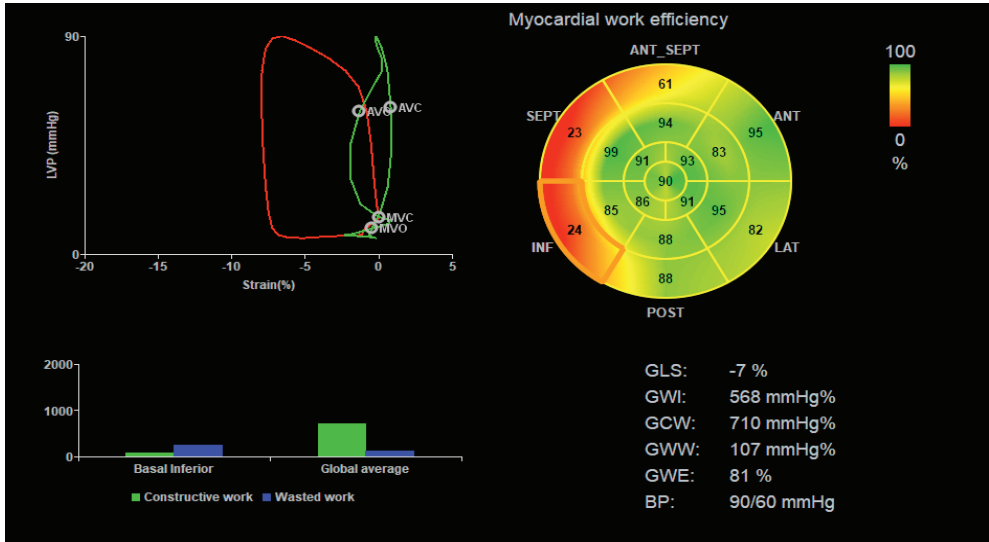 Myocardial work efficiency
90
LVP (mmHg)
0
-20 -15 -10 -5 0 5
Strain(%)
AVO
AVC
MVC
MVO
ANT_SEPT
SEPT
ANT
INF
LAT
POST
61
23
95
94
99
83
91
93
90
85
86
91
95
24
82
88
88
100
0
%
2000
1000
0
Basal Inferior Global average
Constructive work Wasted work
GLS: -7 %
GWI: 568 mmHg%
GCW: 710 mmHg%
GWW: 107 mmHg%
GWE: 81 %
BP: 90/60 mmHg